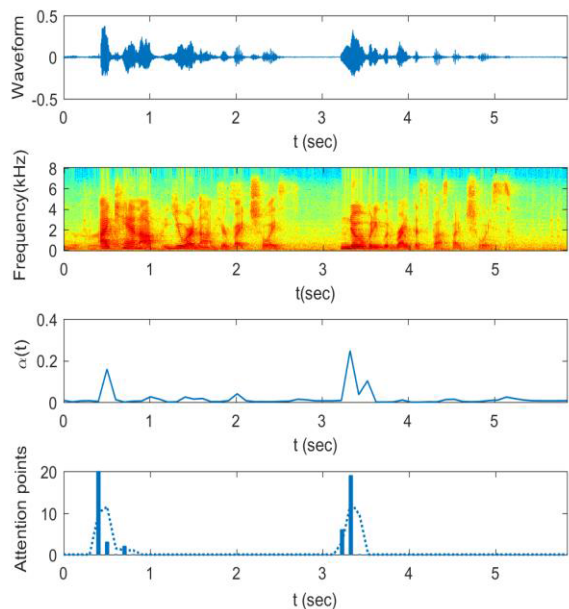 Waveform
0.5
0
-0.5
0 1 2 3 4 5
t (sec)
Frequency(kHz)
8
6
4
2
0
0 1 2 3 4 5
t(sec)
α(t)
0.4
0.2
0
0 1 2 3 4 5
t (sec)
Attention points
20
10
0
0 1 2 3 4 5
t (sec)